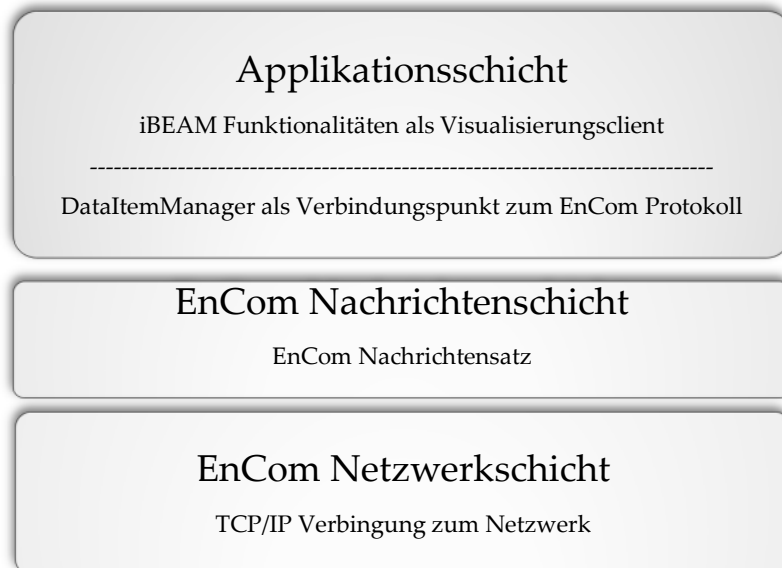 Applikationsschicht
iBEAM Funktionalitäten als Visualisierungsclient
------------------------------------------------------------------------------
DataItemManager als Verbindungspunkt zum EnCom Protokoll
EnCom Nachrichtenschicht
EnCom Nachrichtensatz
EnCom Netzwerkschicht
TCP/IP Verbingung zum Netzwerk